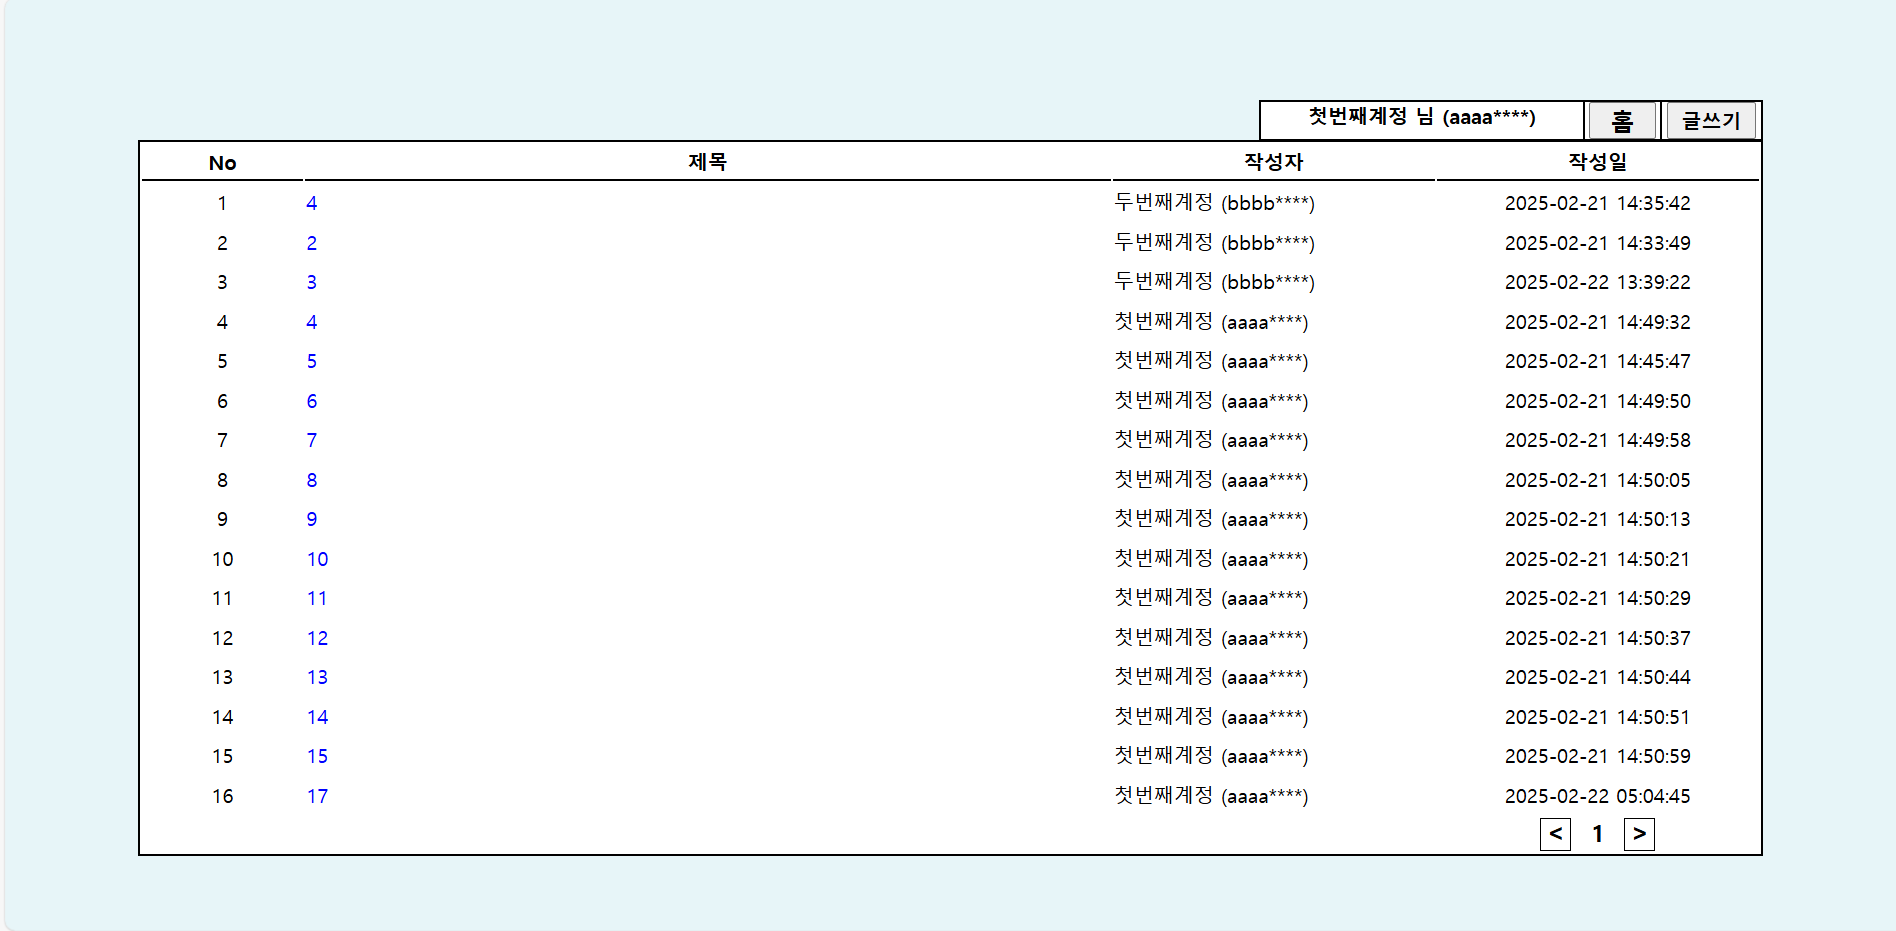 첫번째계정 님 (aaaa****) 홈 글쓰기
No 제목 작성자 작성일
1 4 두번째계정 (bbbb****) 2025-02-21 14:35:42
2 2 두번째계정 (bbbb****) 2025-02-21 14:33:49
3 3 두번째계정 (bbbb****) 2025-02-22 13:39:22
4 4 첫번째계정 (aaaa****) 2025-02-21 14:49:32
5 5 첫번째계정 (aaaa****) 2025-02-21 14:45:47
6 6 첫번째계정 (aaaa****) 2025-02-21 14:49:50
7 7 첫번째계정 (aaaa****) 2025-02-21 14:49:58
8 8 첫번째계정 (aaaa****) 2025-02-21 14:50:05
9 9 첫번째계정 (aaaa****) 2025-02-21 14:50:13
10 10 첫번째계정 (aaaa****) 2025-02-21 14:50:21
11 11 첫번째계정 (aaaa****) 2025-02-21 14:50:29
12 12 첫번째계정 (aaaa****) 2025-02-21 14:50:37
13 13 첫번째계정 (aaaa****) 2025-02-21 14:50:44
14 14 첫번째계정 (aaaa****) 2025-02-21 14:50:51
15 15 첫번째계정 (aaaa****) 2025-02-21 14:50:59
16 17 첫번째계정 (aaaa****) 2025-02-22 05:04:45
< 1 >